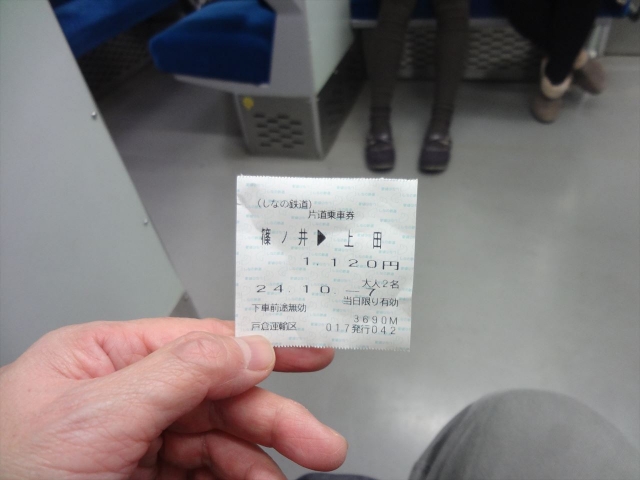 (しなの鉄道)
片道乗車券
篠ノ井▶上田
1,120円
大人2名
24.10.-7
当日限り有効
下車前途無効
3690M
戸倉運輸区 017発行042